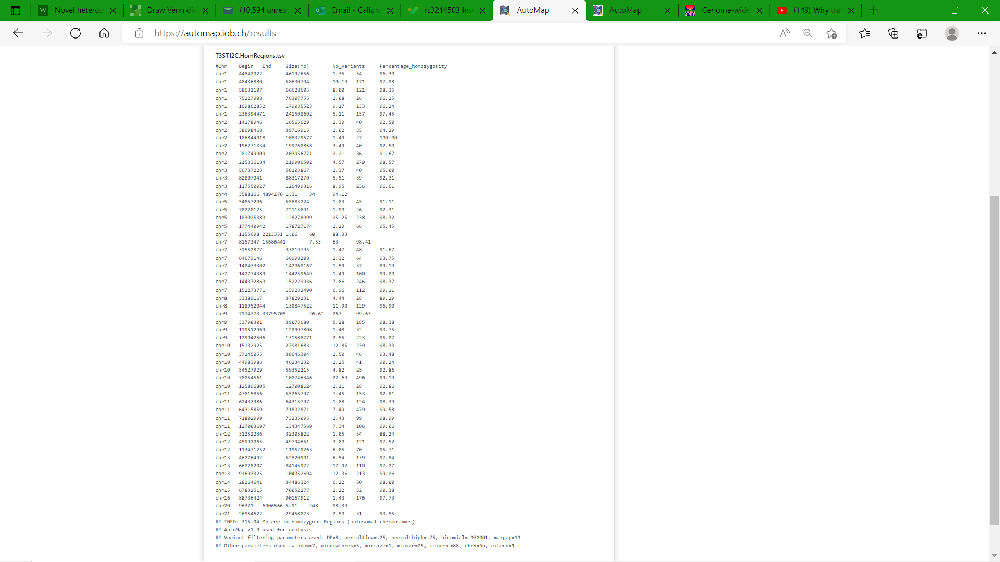 Novel heteroz
Draw Venn dia
(10,594 unrea
Email - Callum
rs3214503 Inse
AutoMap
AutoMap
Genome-wide
(149) Why tra
https://automap.iob.ch/results
T3ST12C.HomRegions.tsv
#Chr Begin End Size(Mb) Nb_variants Percentage_homozygosity
chr1 44842022 46192656 1.35 54 96.30
chr1 48436880 58630794 10.19 171 97.08
chr1 58631107 66628605 8.00 121 98.35
chr1 75227908 76307755 1.08 26 96.15
chr1 169862852 179035523 9.17 133 96.24
chr1 236394471 241500602 5.11 157 97.45
chr2 14178946 16565629 2.39 40 92.50
chr2 38698468 39716915 1.02 35 94.29
chr2 106844018 108329577 1.49 27 100.00
chr2 196271334 199760858 3.49 40 92.50
chr2 201749909 203956771 2.21 36 91.67
chr2 215336184 219906502 4.57 279 98.57
chr3 56737223 58103867 1.37 40 95.00
chr3 82807041 88317270 5.51 39 92.31
chr3 117550927 126499316 8.95 236 96.61
chr4 3588166 4894170 1.31 34 94.12
chr5 54857206 55883224 1.03 45 91.11
chr5 70220125 72115891 1.90 26 92.31
chr5 103025380 128278099 25.25 238 98.32
chr5 177440942 178727174 1.29 66 95.45
chr7 1155698 2213351 1.06 60 88.33
chr7 8157347 15686441 7.53 63 98.41
chr7 31552877 33019795 1.47 48 91.67
chr7 64679146 66998208 2.32 64 93.75
chr7 140473302 142060167 1.59 37 89.19
chr7 142774389 144259649 1.49 100 99.00
chr7 144372860 152229936 7.86 246 98.37
chr7 152273771 159232490 6.96 112 99.11
chr8 33389167 37829231 4.44 28 89.29
chr8 118952044 130847522 11.90 129 96.90
chr9 7174773 33795705 26.62 267 99.63
chr9 33798301 39073680 5.28 185 98.38
chr9 119512969 120997808 1.48 32 93.75
chr9 129042506 131588771 2.55 223 95.07
chr10 15132925 27981683 12.85 239 98.33
chr10 37145055 38646304 1.50 46 93.48
chr10 44983986 46234232 1.25 41 90.24
chr10 54527929 59352215 4.82 28 92.86
chr10 78054561 100746346 22.69 496 99.19
chr10 125896805 127008624 1.11 28 92.86
chr11 47815856 55265797 7.45 153 92.81
chr11 62433986 64315797 1.88 124 98.39
chr11 64315859 71802871 7.49 479 99.58
chr11 71802999 73235095 1.43 99 98.99
chr11 127003697 134347569 7.34 106 99.06
chr12 31252236 32305822 1.05 34 88.24
chr12 45992065 49794651 3.80 121 97.52
chr12 113471252 119520263 6.05 70 95.71
chr13 46276492 52820901 6.54 139 97.84
chr13 66228207 84145972 17.92 110 97.27
chr13 91693325 104052694 12.36 213 99.06
chr14 28264641 34486324 6.22 50 98.00
chr15 67832515 70052277 2.22 52 90.38
chr16 88736424 90167912 1.43 176 97.73
chr20 96321 6006566 5.91 248 98.39
chr21 26954622 29458073 2.50 31 93.55
## INFO: 315.04 Mb are in Homozygous Regions (autosomal chromosomes)
## AutoMap v1.0 used for analysis
## Variant filtering parameters used: DP=8, percaltlow=.25, percalthigh=.75, binomial=.000001, maxgap=10
## Other parameters used: window=7, windowthres=5, minsize=1, minvar=25, minperc=88, chrX=No, extend=1